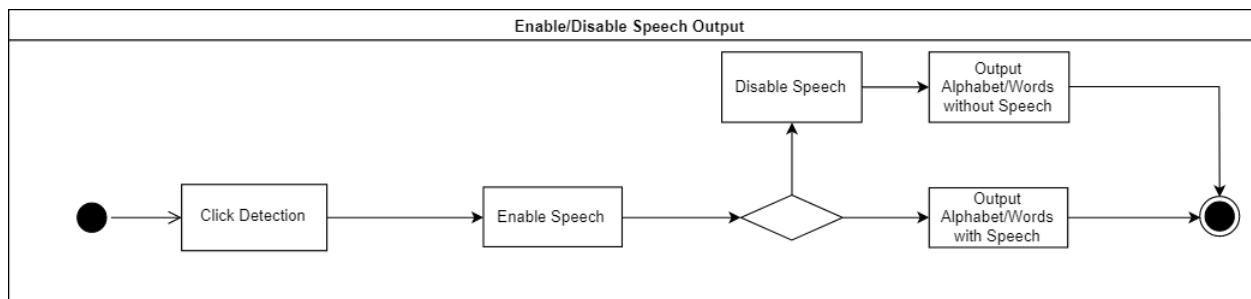 Enable/Disable Speech Output
Disable Speech
Output
Alphabet/Words
without Speech
Click Detection
Enable Speech
Output
Alphabet/Words
with Speech